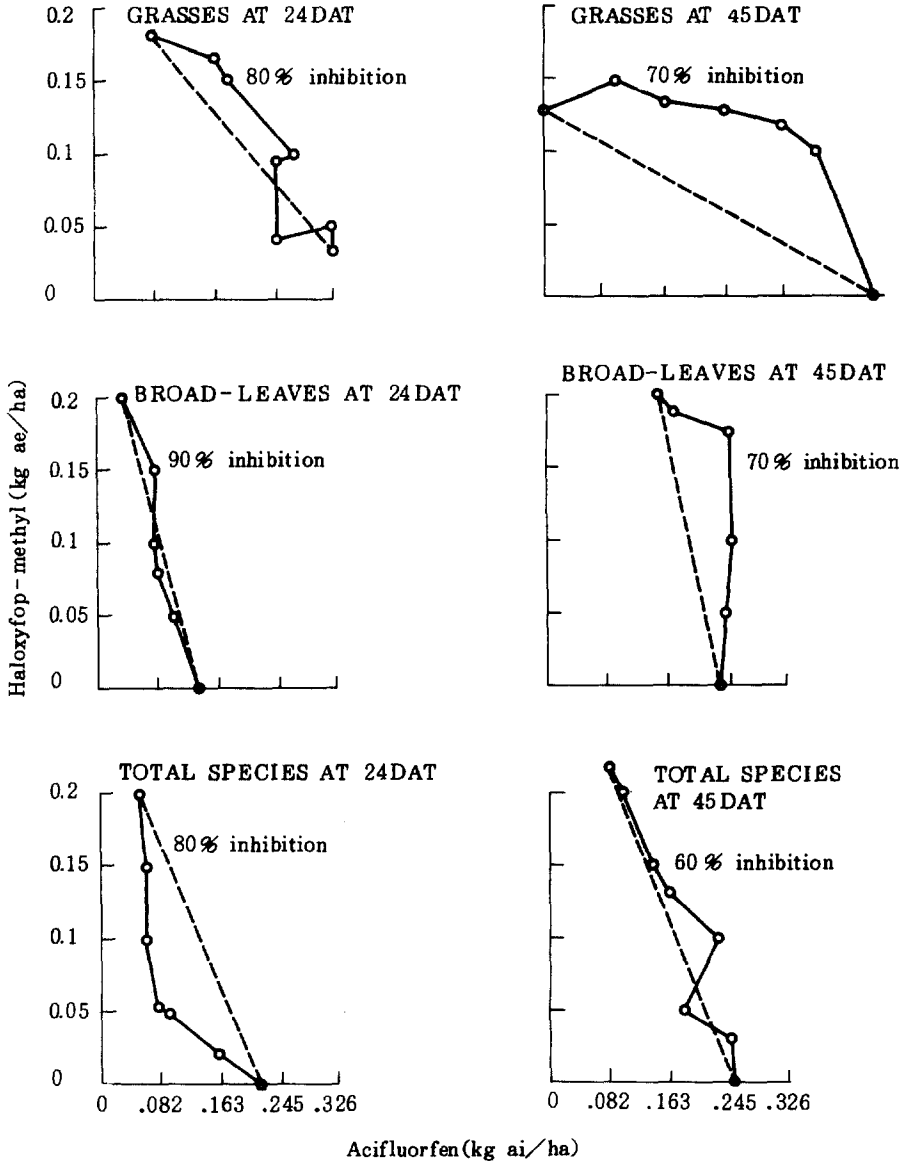 GRASSES AT 24DAT
0.2
0.15
80% inhibition
0.1
0.05
0
GRASSES AT 45DAT
70% inhibition
Haloxyfop-methyl(kg ae/ha)
BROAD-LEAVES AT 24DAT
0.2
90% inhibition
0.15
0.1
0.05
0
BROAD-LEAVES AT 45DAT
70% inhibition
TOTAL SPECIES AT 24DAT
0.2
80% inhibition
0.15
0.1
0.05
0
0 .082 .163 .245 .326
TOTAL SPECIES
AT 45DAT
60% inhibition
0 .082 .163 .245 .326
Acifluorfen(kg ai/ha)